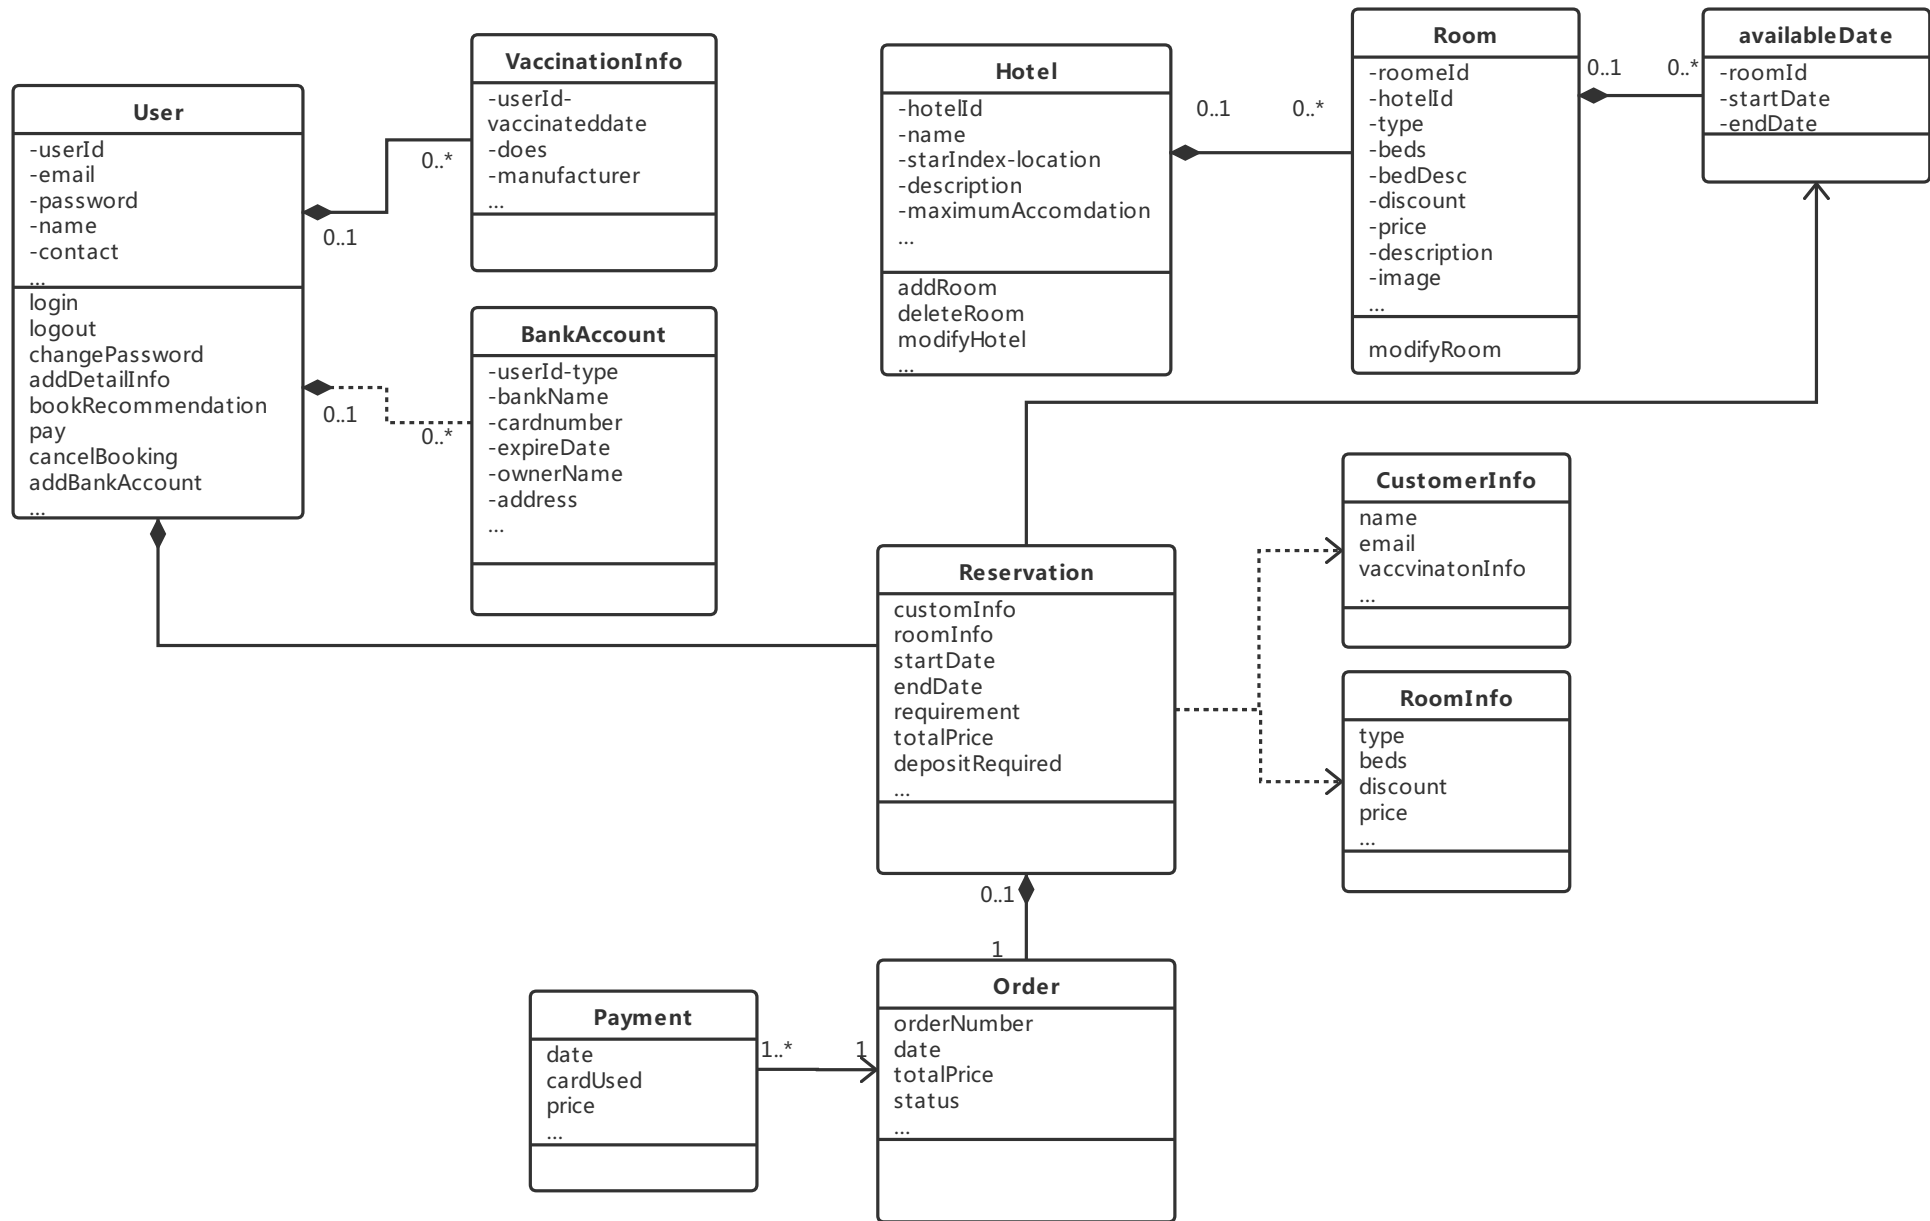 User
-userId
-email
-password
-name
-contact
...
login
logout
changePassword
addDetailInfo
bookRecommendation
pay
cancelBooking
addBankAccount
...
0..*
0..1
0..1
0..*
VaccinationInfo
-userId-
vaccinateddate
-does
-manufacturer
...
BankAccount
-userId-type
-bankName
-cardnumber
-expireDate
-ownerName
-address
...
Hotel
-hotelId
-name
-starIndex-location
-description
-maximumAccomdation
...
addRoom
deleteRoom
modifyHotel
...
0..1
0..*
Room
-roomeId
-hotelId
-type
-beds
-bedDesc
-discount
-price
-description
-image
...
modifyRoom
0..1
0..*
availableDate
-roomId
-startDate
-endDate
Reservation
customInfo
roomInfo
startDate
endDate
requirement
totalPrice
depositRequired
...
CustomerInfo
name
email
vaccvinatonInfo
...
RoomInfo
type
beds
discount
price
...
0..1
1
Payment
date
cardUsed
price
...
1..*
1
Order
orderNumber
date
totalPrice
status
...